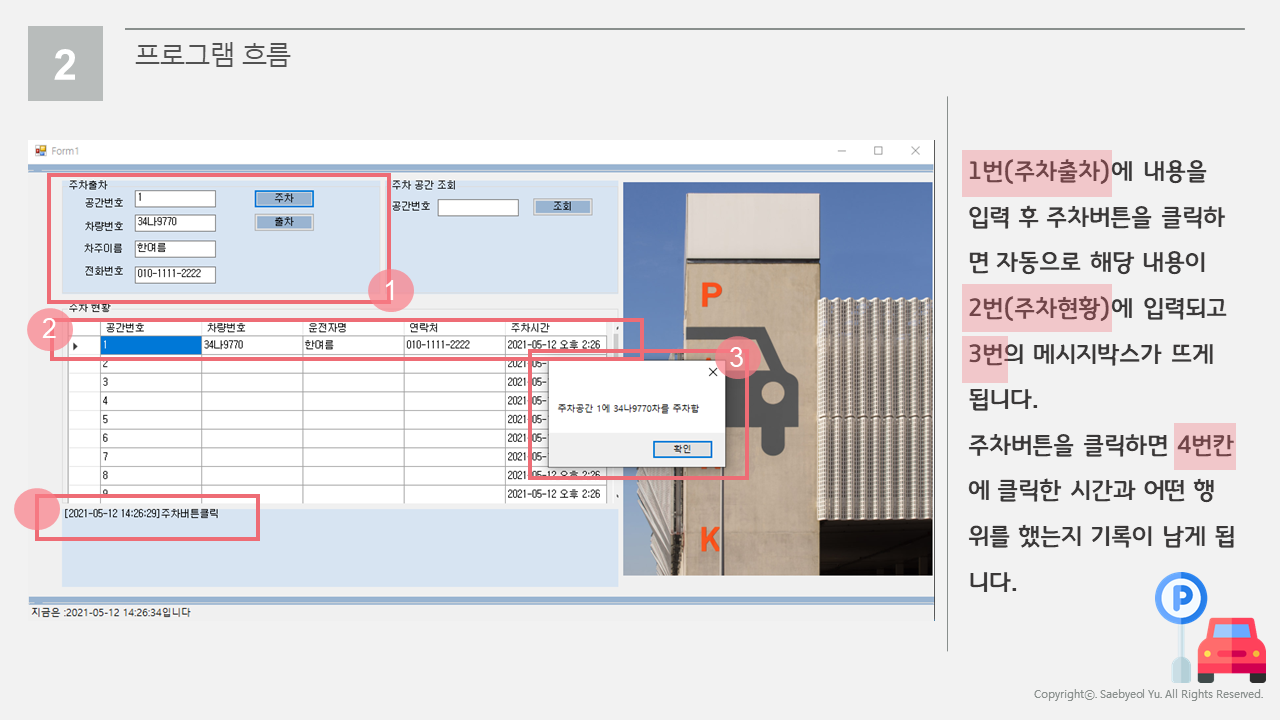 2
프로그램 흐름
Form1
주차출차
공간번호 1 주차
차량번호 34나9770 출차
차주이름 한여름
전화번호 010-1111-2222
1
주차 공간 조회
공간번호 조회
P
K
주차 현황
2
공간번호 차량번호 운전자명 연락처 주차시간
1 34나9770 한여름 010-1111-2222 2021-05-12 오후 2:26
2 2021-05-
3 2021-05-
4 2021-05-
5 2021-05-
6 2021-05-
7 2021-05-
8 2021-05-12 오후 2:26
9 2021-05-12 오후 2:26
3
주차공간 1에 34나9770차를 주차함
확인
[2021-05-12 14:26:29]주차버튼클릭
지금은 :2021-05-12 14:26:34입니다
1번(주차출차)에 내용을
입력 후 주차버튼을 클릭하
면 자동으로 해당 내용이
2번(주차현황)에 입력되고
3번의 메시지박스가 뜨게
됩니다.
주차버튼을 클릭하면 4번칸
에 클릭한 시간과 어떤 행
위를 했는지 기록이 남게 됩
니다.
P
Copyrightⓒ. Saebyeol Yu. All Rights Reserved.